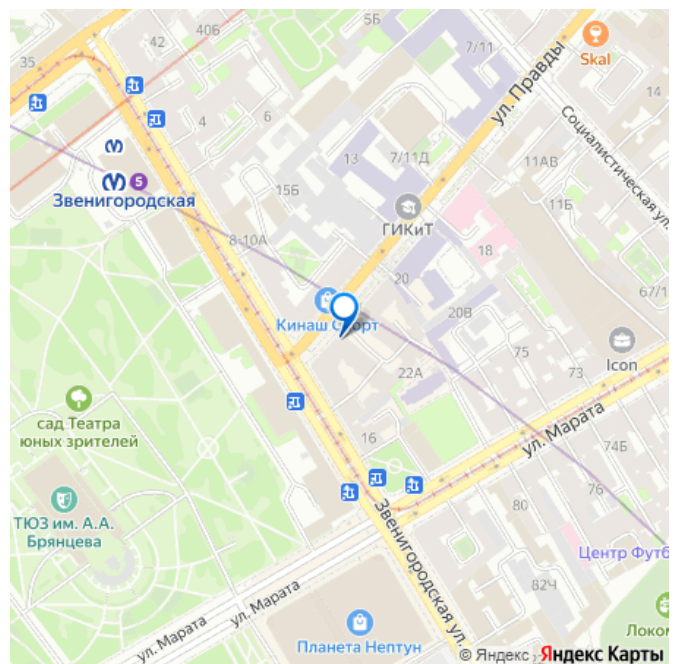 5Б
40Б
42
35
7/11
Skal
ул. Правды
14
Социалистическая ул.
4
6
13
7/11Д
11АВ
5
Звенигородская
15Б
11Б
ГИКиТ
8-10А
18
20
67/1
Кинаш Спорт
20В
75
Icon
22А
73
сад Театра
юных зрителей
16
ул. Марата
74Б
76
ТЮЗ им. А.А.
Брянцева
80
Звенигородская ул.
Центр Футб
82Ч
ул. Марата
ул. Марата
Локом
Планета Нептун
© Яндекс Яндекс Карты